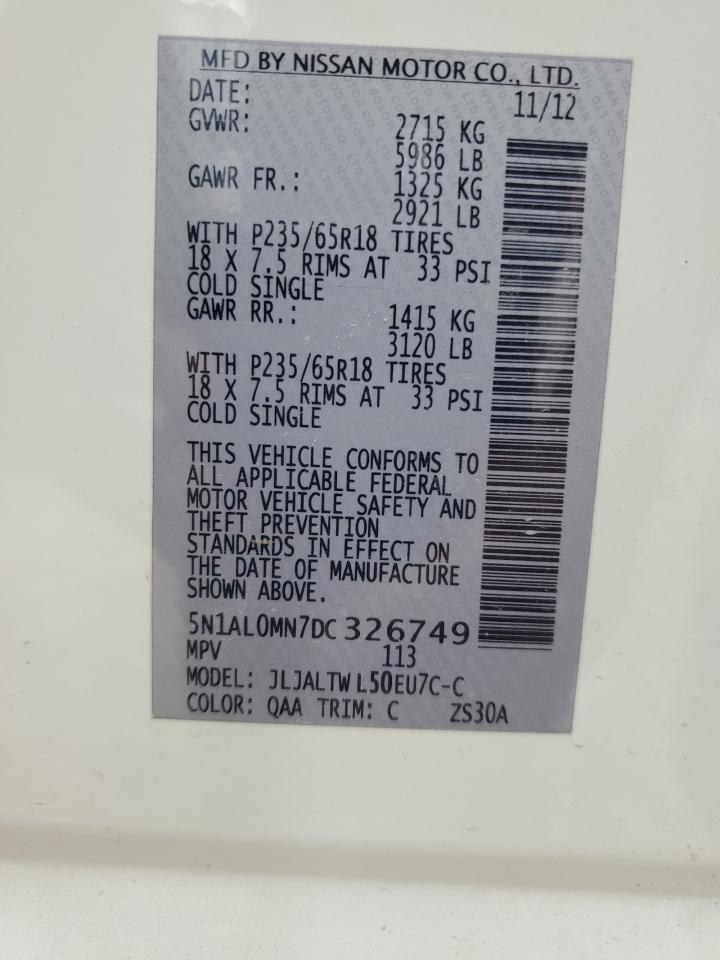 MFD BY NISSAN MOTOR CO., LTD.
DATE: 11/12
GVWR: 2715 KG
5986 LB
GAWR FR.: 1325 KG
2921 LB
WITH P235/65R18 TIRES
18 X 7.5 RIMS AT 33 PSI
COLD SINGLE
GAWR RR.: 1415 KG
3120 LB
WITH P235/65R18 TIRES
18 X 7.5 RIMS AT 33 PSI
COLD SINGLE
THIS VEHICLE CONFORMS TO
ALL APPLICABLE FEDERAL
MOTOR VEHICLE SAFETY AND
THEFT PREVENTION
STANDARDS IN EFFECT ON
THE DATE OF MANUFACTURE
SHOWN ABOVE.
5N1AL0MN7DC 326749
MPV 113
MODEL: JLJALTW L50EU7C-C
COLOR: QAA TRIM: C ZS30A